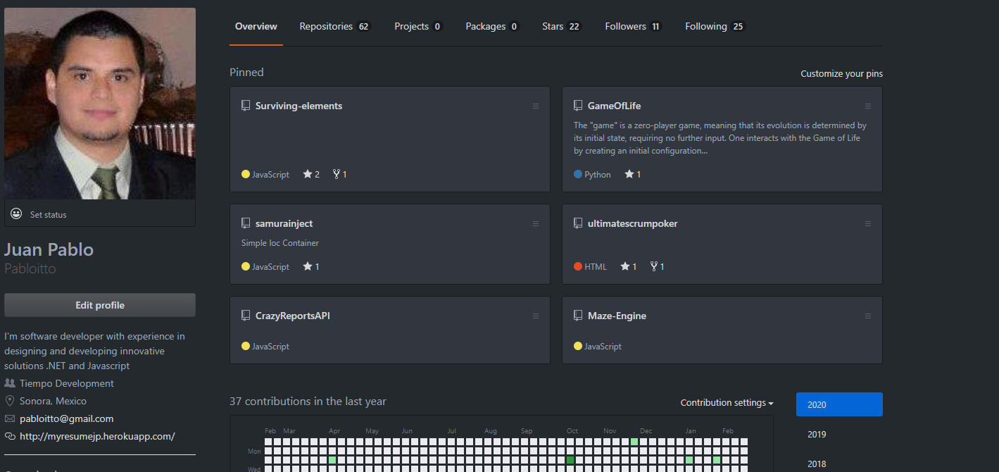 Overview Repositories 62 Projects 0 Packages 0 Stars 22 Followers 11 Following 25
Set status
Juan Pablo
Pabloitto
Edit profile
I'm software developer with experience in
designing and developing innovative
solutions .NET and Javascript
Tiempo Development
Sonora, Mexico
pabloitto@gmail.com
http://myresumejp.herokuapp.com/
Pinned
Customize your pins
Surviving-elements
JavaScript 2 1
GameOfLife
The "game" is a zero-player game, meaning that its evolution is determined by
its initial state, requiring no further input. One interacts with the Game of Life
by creating an initial configuration...
Python 1
samurainject
Simple Ioc Container
JavaScript 1
ultimatescrumpoker
HTML 1 1
CrazyReportsAPI
JavaScript
Maze-Engine
JavaScript
37 contributions in the last year
Contribution settings
Feb Mar Apr May Jun Jul Aug Sep Oct Nov Dec Jan Feb
Mon
Wed
2020
2019
2018